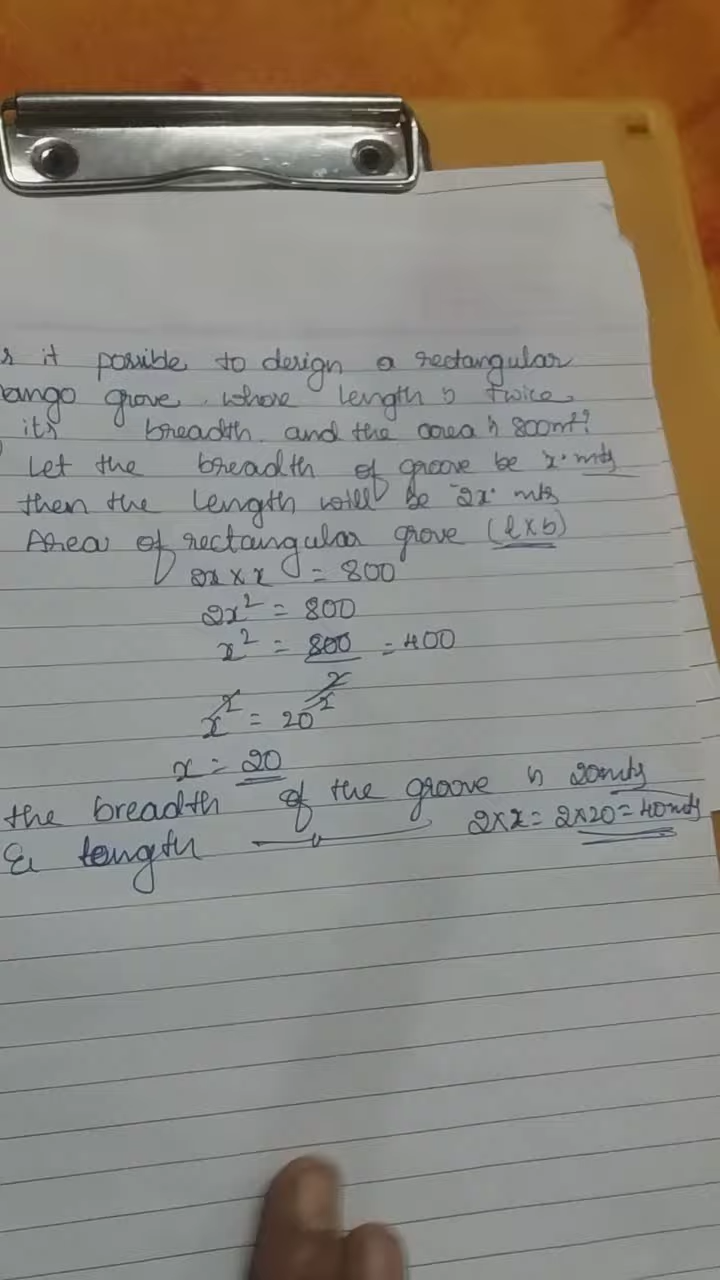 s it possible to design a rectangular
ango grove, whose length is twice,
its breadth and the area is 800mt²?
Let the breadth of groove be x. mts
then the length will be 2x. mts
Area of rectangular grove (l×b)
2x × x = 800
2x² = 800
x² = 800 = 400
2
x² = 20²
x = 20
the breadth of the groove is 20mts
& length 2×x = 2×20 = 40mts